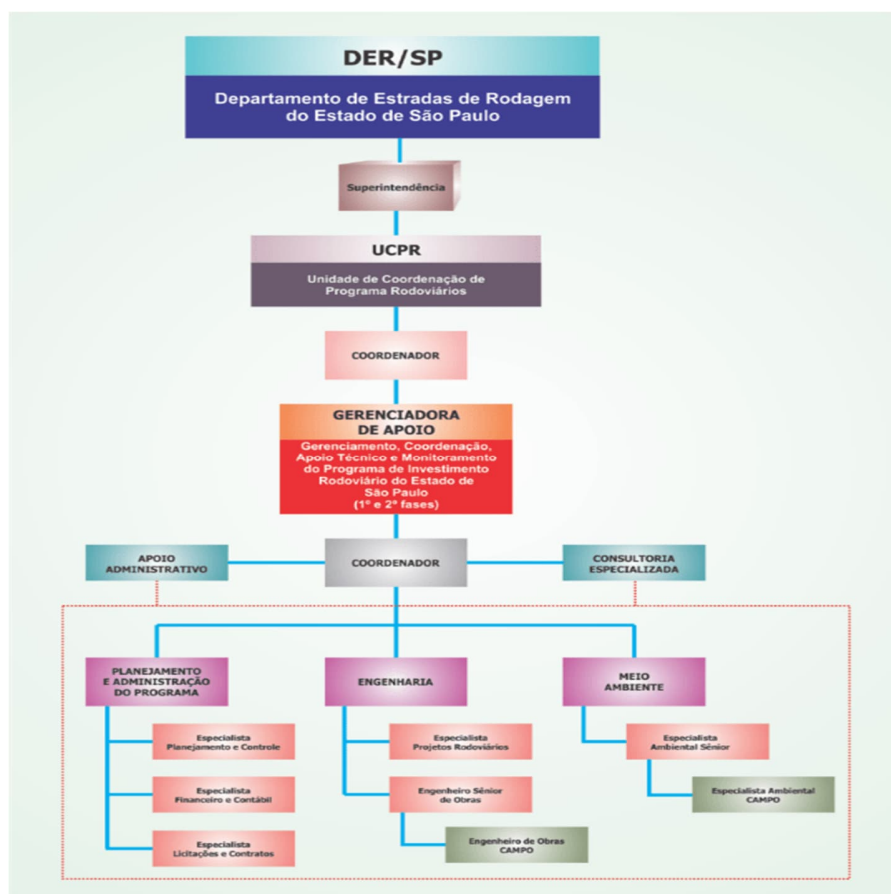 DER/SP
Departamento de Estradas de Rodagem
do Estado de São Paulo
Superintendência
UCPR
Unidade de Coordenação de
Programa Rodoviários
COORDENADOR
GERENCIADORA
DE APOIO
Gerenciamento, Coordenação,
Apoio Técnico e Monitoramento
do Programa de Investimento
Rodoviário do Estado de
São Paulo
(1º e 2º fases)
APOIO
ADMINISTRATIVO
COORDENADOR
CONSULTORIA
ESPECIALIZADA
PLANEJAMENTO
E ADMINISTRAÇÃO
DO PROGRAMA
ENGENHARIA
MEIO
AMBIENTE
Especialista
Planejamento e Controle
Especialista
Projetos Rodoviários
Especialista
Ambiental Sênior
Especialista
Financeiro e Contábil
Engenheiro Sênior
de Obras
Especialista Ambiental
CAMPO
Especialista
Licitações e Contratos
Engenheiro de Obras
CAMPO